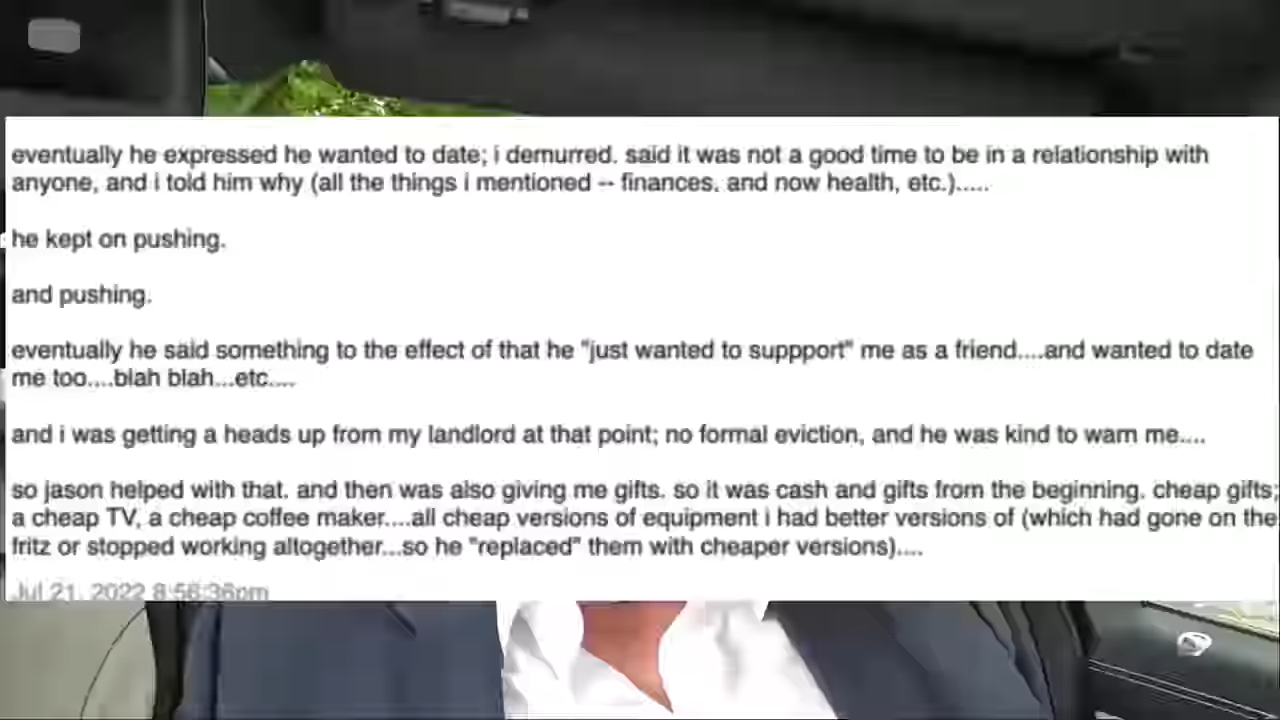 eventually he expressed he wanted to date; i demurred. said it was not a good time to be in a relationship with
anyone, and i told him why (all the things i mentioned -- finances, and now health, etc.).....
he kept on pushing.
and pushing.
eventually he said something to the effect of that he "just wanted to suppport" me as a friend....and wanted to date
me too....blah blah...etc....
and i was getting a heads up from my landlord at that point; no formal eviction, and he was kind to warn me....
so jason helped with that. and then was also giving me gifts. so it was cash and gifts from the beginning. cheap gifts;
a cheap TV, a cheap coffee maker....all cheap versions of equipment i had better versions of (which had gone on the
fritz or stopped working altogether...so he "replaced" them with cheaper versions)....
Jul 21, 2022 8:56:36pm